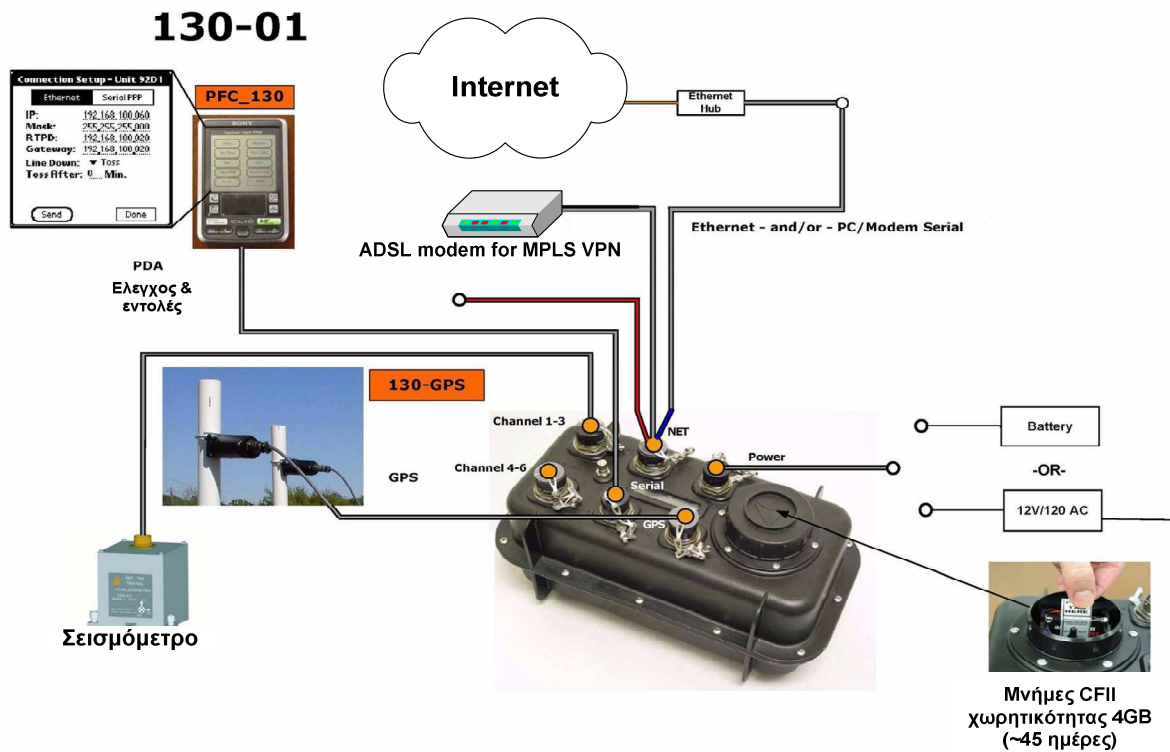 130-01
Connection Setup - Unit 92D1
Ethernet
Serial PPP
IP: 192.168.100.060
Mask: 255.255.255.000
RTPD: 192.168.100.020
Gateway: 192.168.100.020
Line Down: ▼ Toss
Toss After: 0 Min.
Send
Done
PFC_130
SONY
PDA
Ελεγχος &
εντολές
Internet
Ethernet
Hub
ADSL modem for MPLS VPN
Ethernet - and/or - PC/Modem Serial
130-GPS
GPS
Channel 1-3
Channel 4-6
NET
Serial
GPS
Power
Battery
-OR-
12V/120 AC
Σεισμόμετρο
HERE
Μνήμες CFII
χωρητικότητας 4GB
(~45 ημέρες)